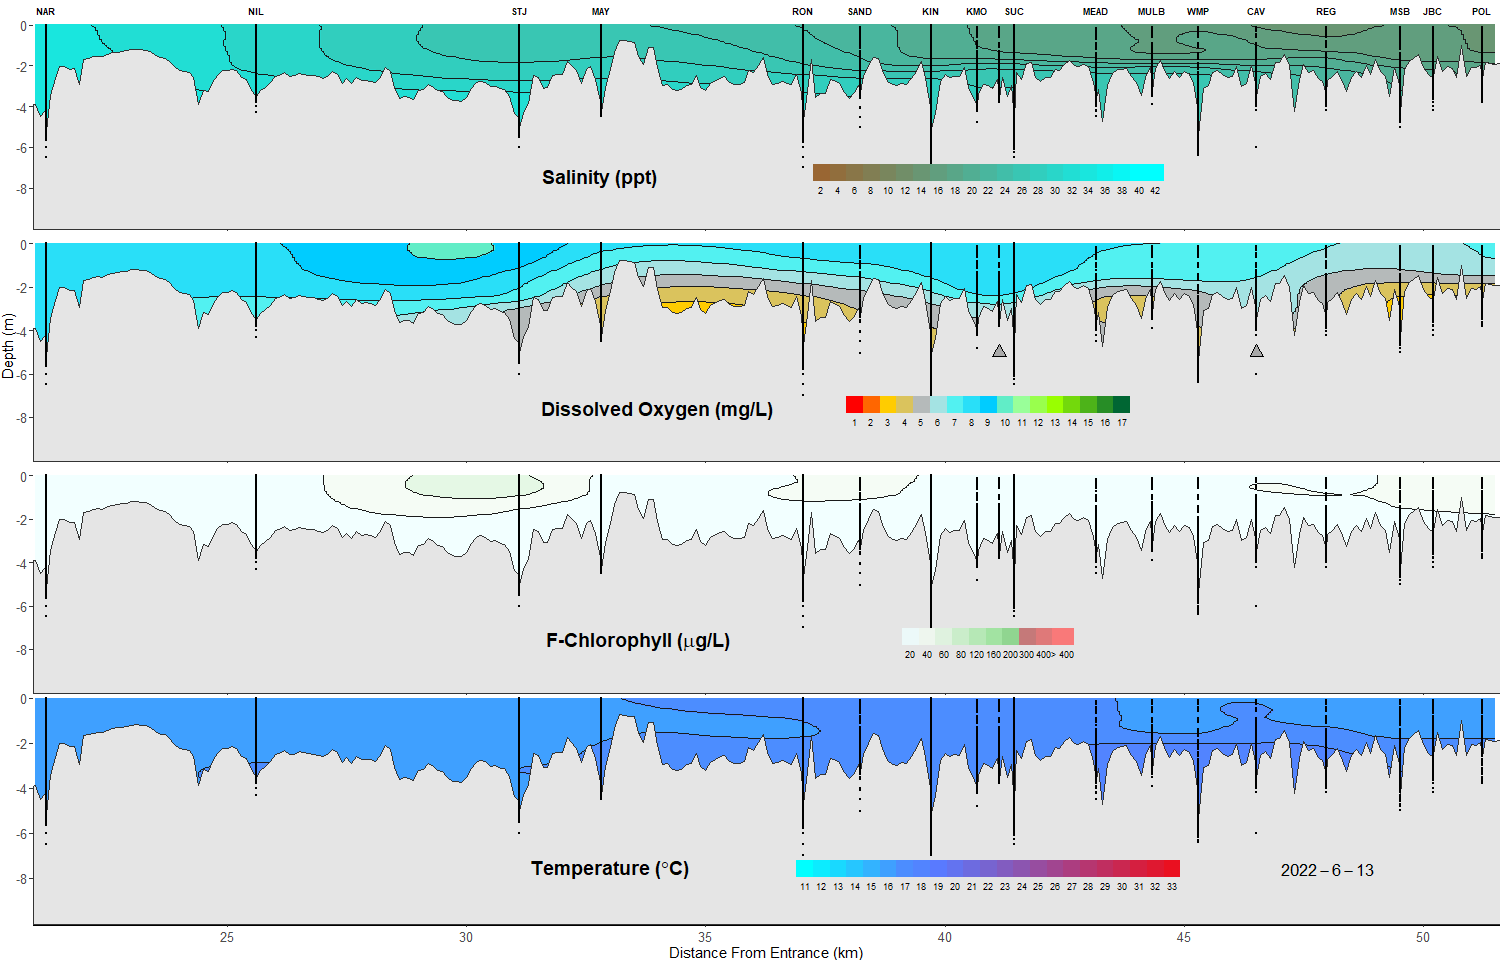 NAR NIL STJ MAY RON SAND KIN KMO SUC MEAD MULB WMP CAV REG MSB JBC POL
0
-2
-4
-6
-8
Salinity (ppt)
2 4 6 8 10 12 14 16 18 20 22 24 26 28 30 32 34 36 38 40 42
0
-2
-4
-6
-8
Depth (m)
Dissolved Oxygen (mg/L)
1 2 3 4 5 6 7 8 9 10 11 12 13 14 15 16 17
0
-2
-4
-6
-8
F-Chlorophyll (μg/L)
20 40 60 80 120 160 200 300 400> 400
0
-2
-4
-6
-8
Temperature (°C)
11 12 13 14 15 16 17 18 19 20 21 22 23 24 25 26 27 28 29 30 31 32 33
2022 – 6 – 13
25 30 35 40 45 50
Distance From Entrance (km)